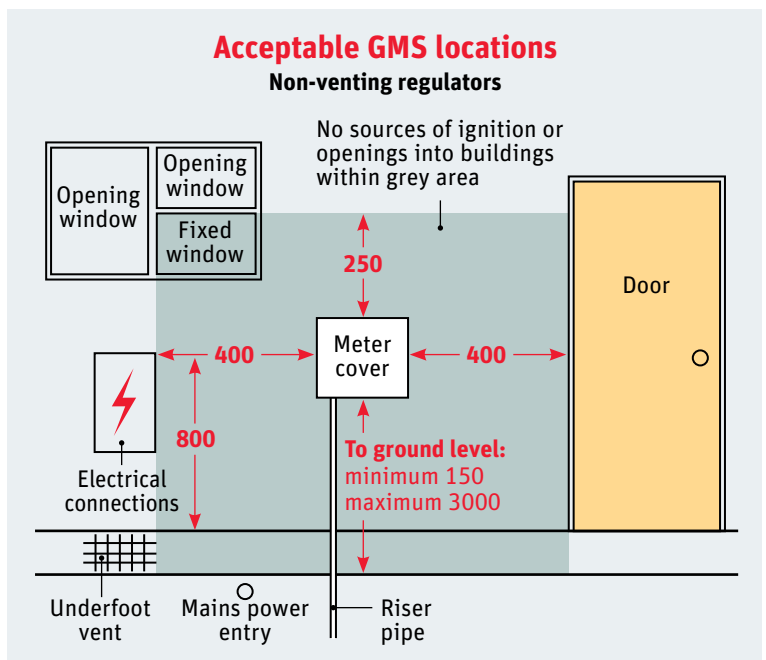 Acceptable GMS locations
Non-venting regulators
No sources of ignition or
openings into buildings
within grey area
Opening
window
Opening
window
Fixed
window
250
Door
Meter
cover
400
400
800
To ground level:
minimum 150
maximum 3000
Electrical
connections
Underfoot
vent
Mains power
entry
Riser
pipe